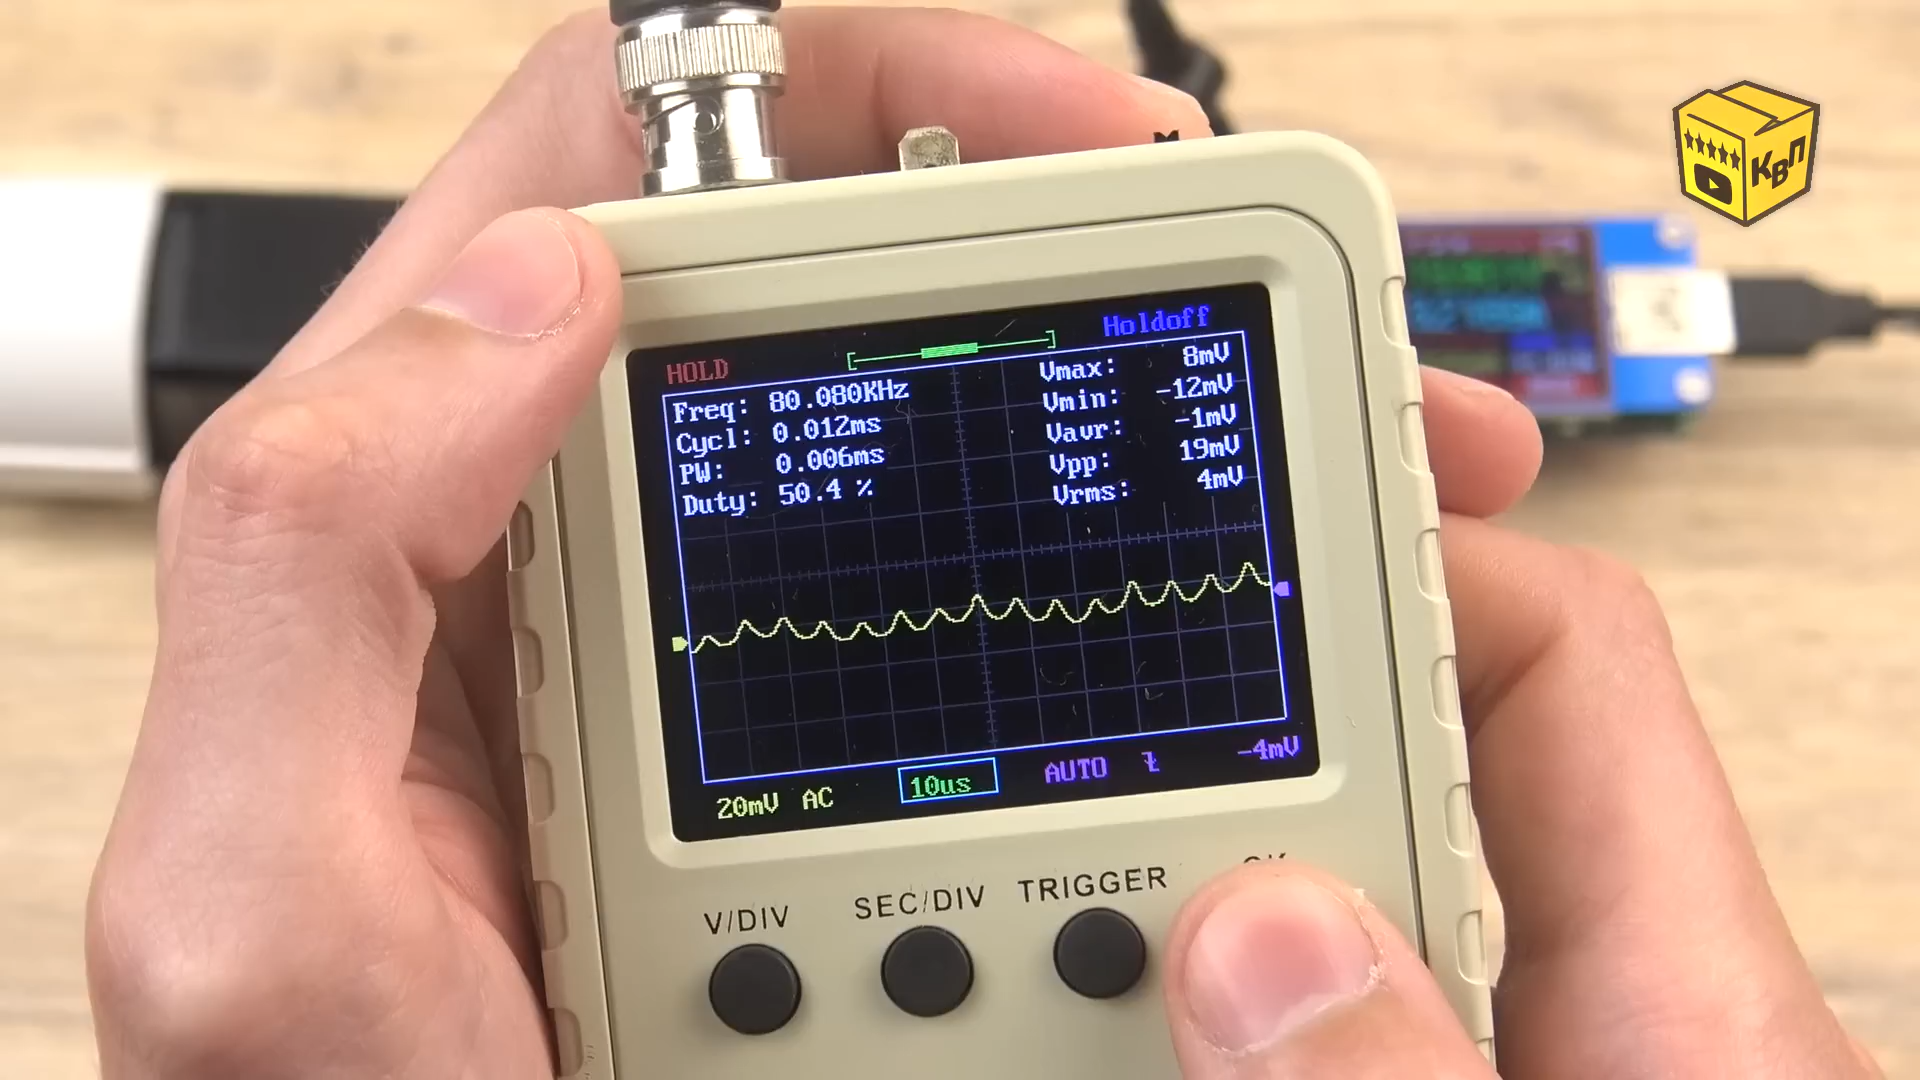 КВП
HOLD
Holdoff
Freq: 80.080KHz
Cycl: 0.012ms
PW: 0.006ms
Duty: 50.4 %
Vmax: 8mV
Vmin: -12mV
Vavr: -1mV
Vpp: 19mV
Vrms: 4mV
20mV AC
10us
AUTO
-4mV
V/DIV
SEC/DIV
TRIGGER
OK